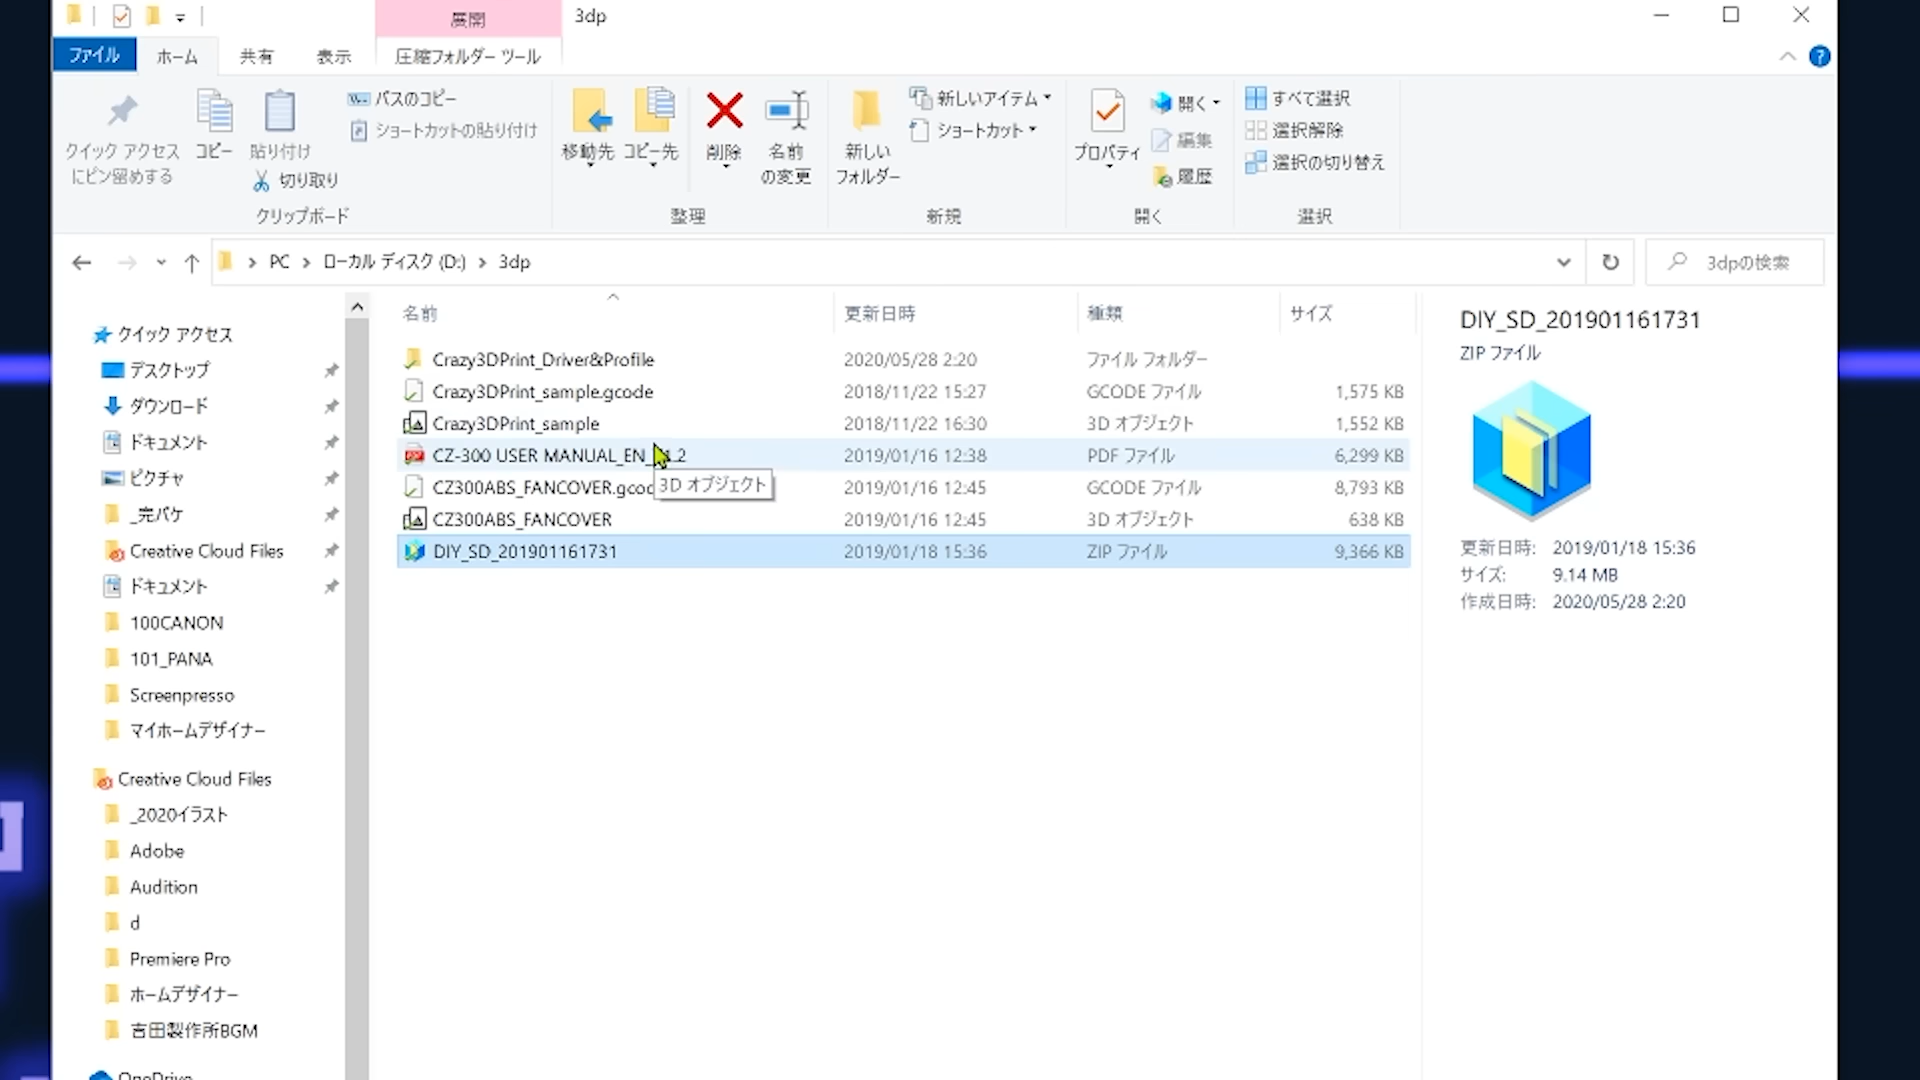 展開
3dp
ファイル
ホーム
共有
表示
圧縮フォルダー ツール
クイック アクセス
にピン留めする
コピー
貼り付け
パスのコピー
ショートカットの貼り付け
切り取り
クリップボード
移動先
コピー先
削除
名前
の変更
整理
新しい
フォルダー
新しいアイテム
ショートカット
新規
プロパティ
開く
編集
履歴
開く
すべて選択
選択解除
選択の切り替え
選択
PC
ローカル ディスク (D:)
3dp
3dpの検索
クイック アクセス
デスクトップ
ダウンロード
ドキュメント
ピクチャ
_完パケ
Creative Cloud Files
ドキュメント
100CANON
101_PANA
Screenpresso
マイホームデザイナー
Creative Cloud Files
_2020イラスト
Adobe
Audition
d
Premiere Pro
ホームデザイナー
吉田製作所BGM
OneDrive
名前 更新日時 種類 サイズ
Crazy3DPrint_Driver&Profile 2020/05/28 2:20 ファイル フォルダー
Crazy3DPrint_sample.gcode 2018/11/22 15:27 GCODE ファイル 1,575 KB
Crazy3DPrint_sample 2018/11/22 16:30 3D オブジェクト 1,552 KB
CZ-300 USER MANUAL_EN_ 1.2 2019/01/16 12:38 PDF ファイル 6,299 KB
3D オブジェクト
CZ300ABS_FANCOVER.gcod 2019/01/16 12:45 GCODE ファイル 8,793 KB
CZ300ABS_FANCOVER 2019/01/16 12:45 3D オブジェクト 638 KB
DIY_SD_201901161731 2019/01/18 15:36 ZIP ファイル 9,366 KB
DIY_SD_201901161731
ZIP ファイル
更新日時: 2019/01/18 15:36
サイズ: 9.14 MB
作成日時: 2020/05/28 2:20